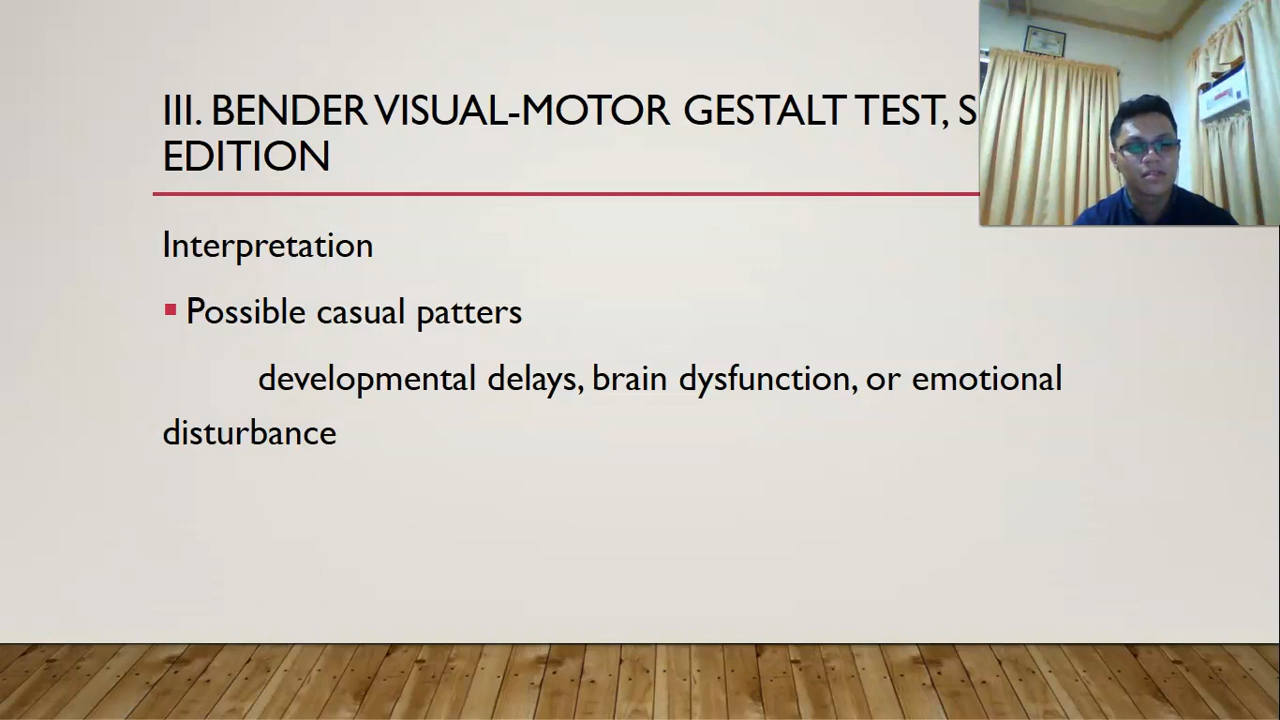 III. BENDER VISUAL-MOTOR GESTALT TEST,
EDITION
Interpretation
▪ Possible casual patters
developmental delays, brain dysfunction, or emotional
disturbance